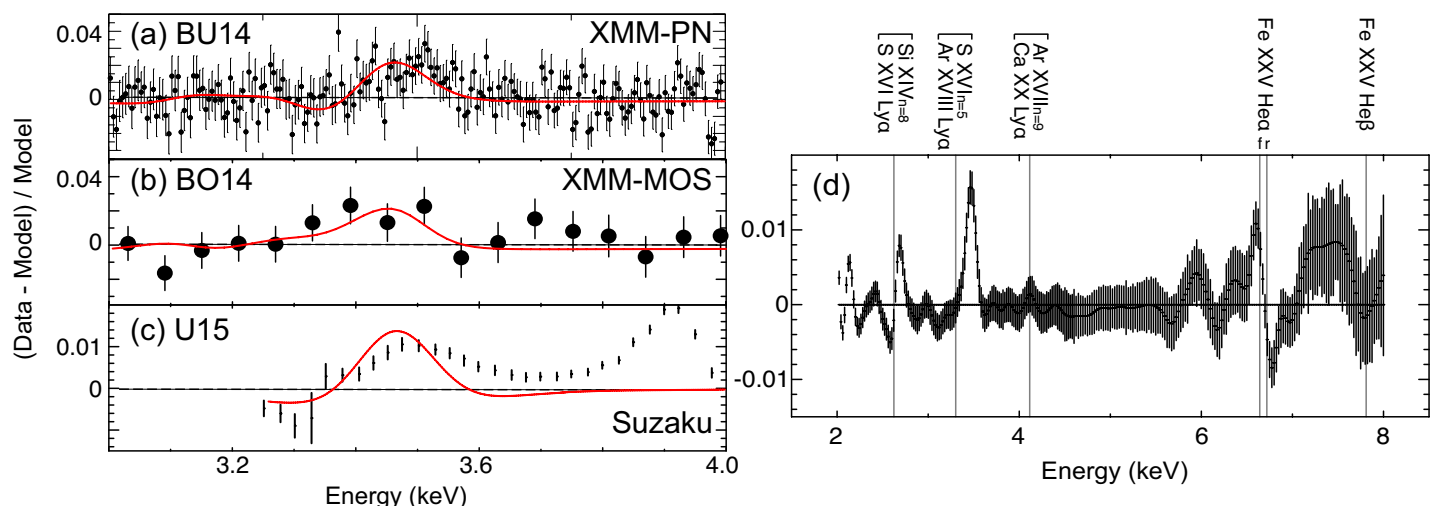 (Data - Model) / Model
0.04
0
(a) BU14
XMM-PN
0.04
0
(b) BO14
XMM-MOS
0.01
0
(c) U15
Suzaku
3.2
3.6
4.0
Energy (keV)
Si XIVn=8
S XVI Lyα
S XVIn=5
Ar XVIII Lyα
Ar XVIIn=9
Ca XX Lyα
Fe XXV Heα
f r
Fe XXV Heβ
(d)
0.01
0
-0.01
2
4
6
8
Energy (keV)